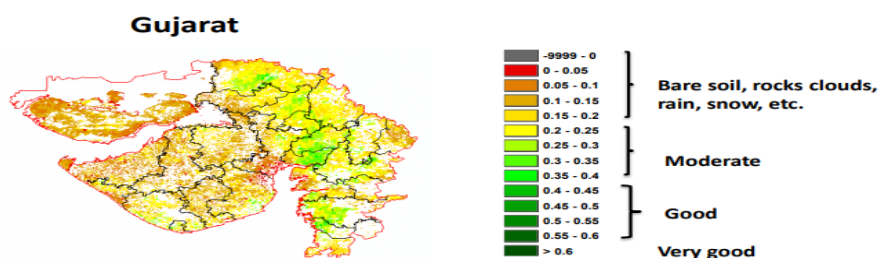 Gujarat
-9999 - 0
0 - 0.05
0.05 - 0.1
0.1 - 0.15
0.15 - 0.2
0.2 - 0.25
0.25 - 0.3
0.3 - 0.35
0.35 - 0.4
0.4 - 0.45
0.45 - 0.5
0.5 - 0.55
0.55 - 0.6
> 0.6
Bare soil, rocks clouds,
rain, snow, etc.
Moderate
Good
Very good